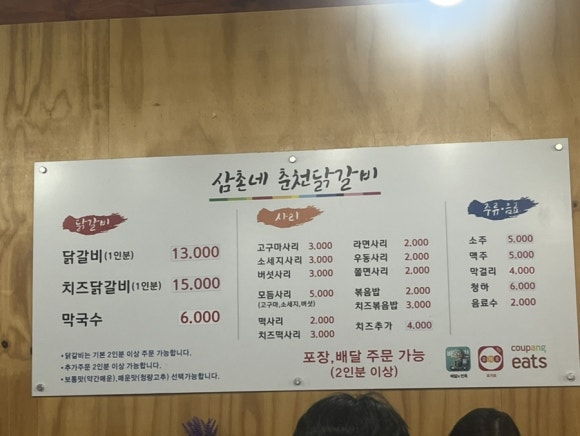 삼촌네 춘천닭갈비
닭갈비
닭갈비(1인분) 13.000
치즈닭갈비(1인분) 15.000
막국수 6.000
•닭갈비는 기본 2인분 이상 주문 가능합니다.
•추가주문 2인분 이상 가능합니다.
•보통맛(약간매운),매운맛(청량고추) 선택가능합니다.
사리
고구마사리 3.000
소세지사리 3.000
버섯사리 3.000
모듬사리 5.000
(고구마,소세지,버섯)
떡사리 2.000
치즈떡사리 3.000
라면사리 2.000
우동사리 2.000
쫄면사리 2.000
볶음밥 2.000
치즈볶음밥 3.000
치즈추가 4.000
포장,배달 주문 가능
(2인분 이상)
주류·음료
소주 5,000
맥주 5,000
막걸리 4,000
청하 6,000
음료수 2,000
배달의민족
요기요
coupang
eats